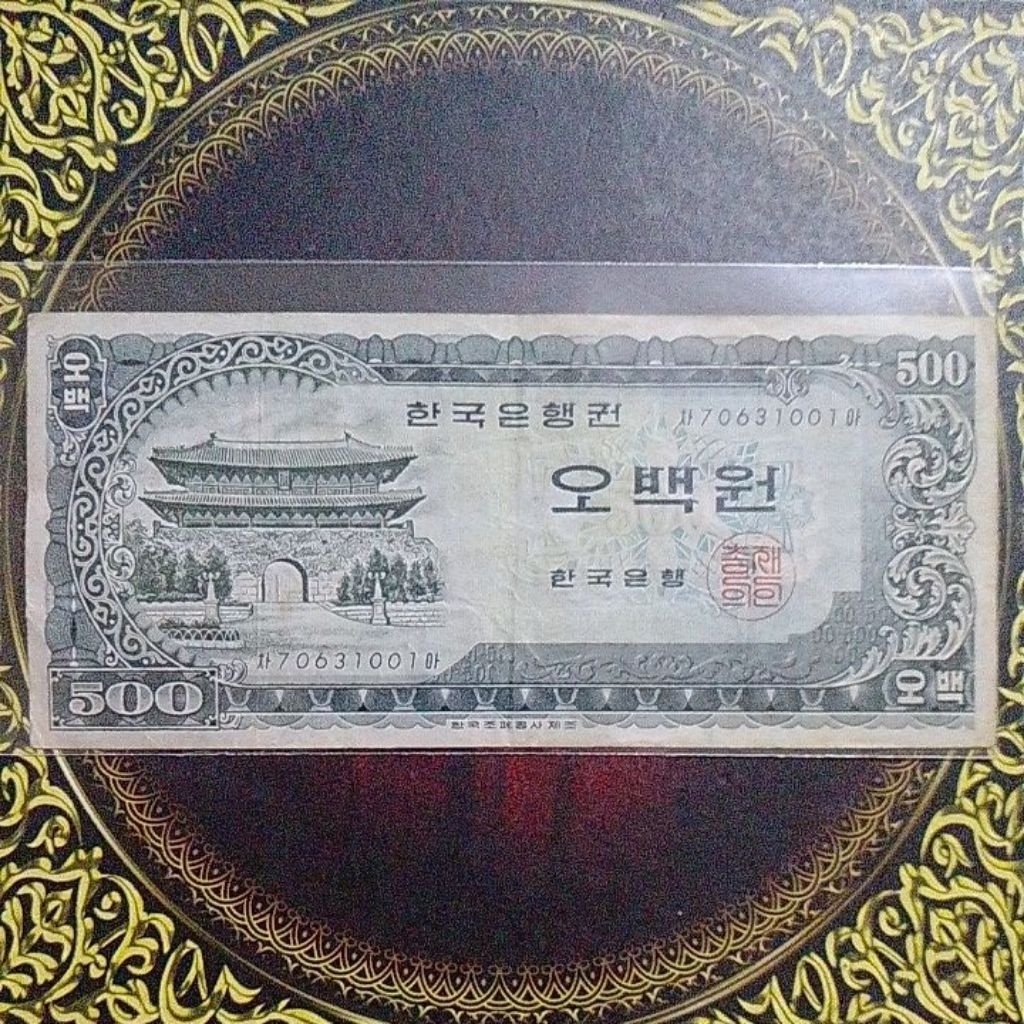 오백
500
한국은행권
차70631001아
오백원
한국은행
총재의인
차70631001아
500
오백
한국조폐공사제조